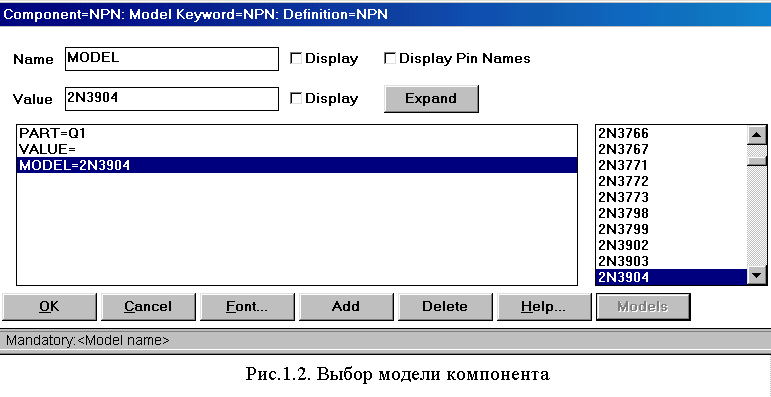 Component=NPN: Model Keyword=NPN: Definition=NPN
Name MODEL Display Display Pin Names
Value 2N3904 Display Expand
PART=Q1
VALUE=
MODEL=2N3904
2N3766
2N3767
2N3771
2N3772
2N3773
2N3798
2N3799
2N3902
2N3903
2N3904
OK Cancel Font... Add Delete Help... Models
Mandatory:<Model name>
Рис.1.2. Выбор модели компонента